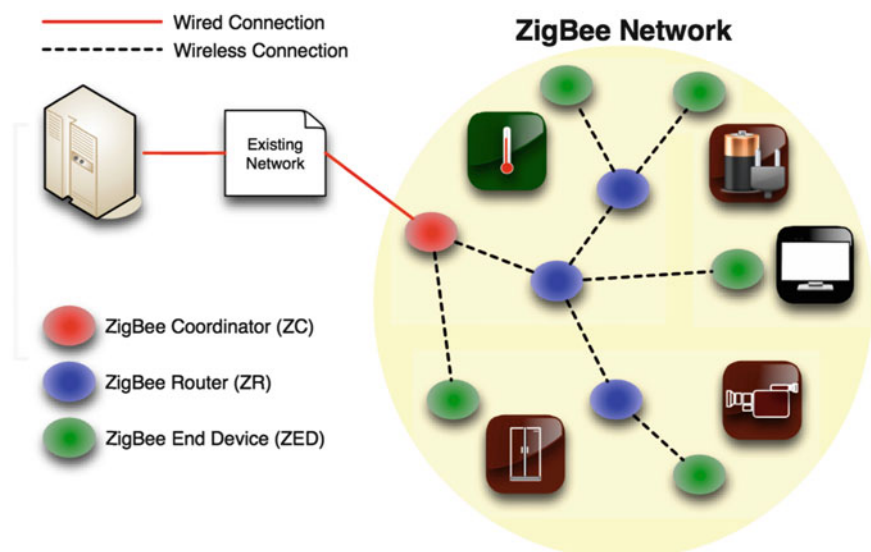 Wired Connection
Wireless Connection
ZigBee Network
Existing
Network
ZigBee Coordinator (ZC)
ZigBee Router (ZR)
ZigBee End Device (ZED)